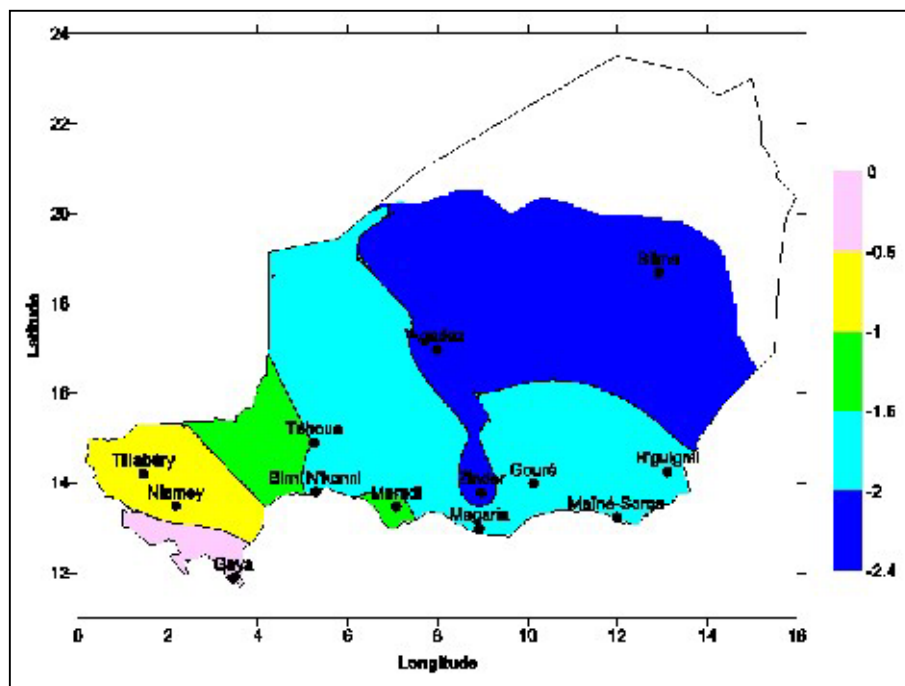 24
22
20
18
16
14
12
Latitude
0
2
4
6
8
10
12
14
16
Longitude
Bilma
Agadez
Tahoua
Tillabéry
Birni N'konni
Niamey
Maradi
Zinder
Gouré
N'guigmi
Magaria
Maïné-Soroa
Gaya
0
-0.5
-1
-1.5
-2
-2.4